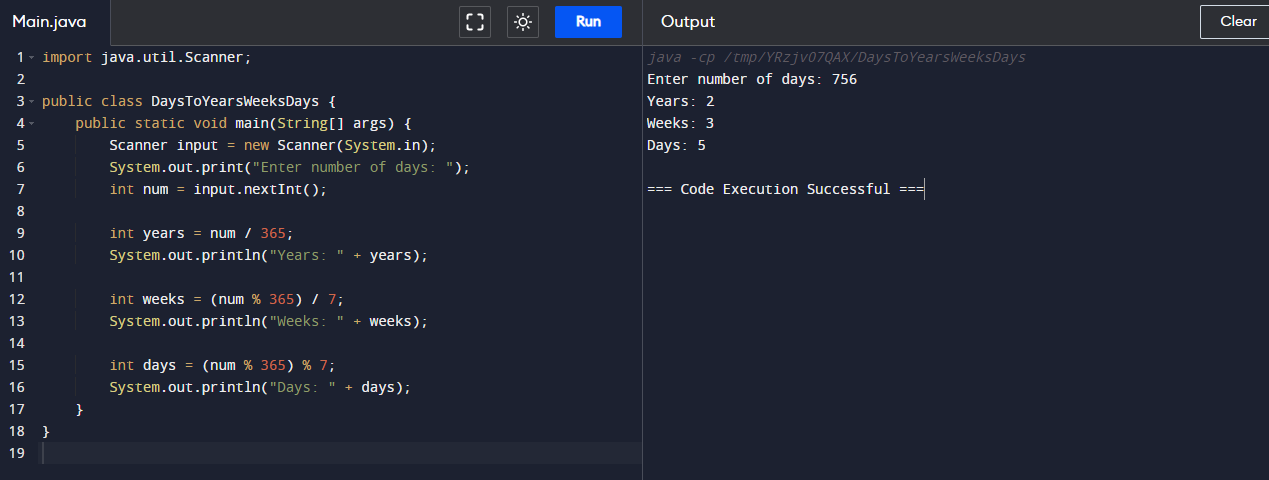 Main.java
Run
Output
Clear
1 import java.util.Scanner;
2
3 public class DaysToYearsWeeksDays {
4     public static void main(String[] args) {
5         Scanner input = new Scanner(System.in);
6         System.out.print("Enter number of days: ");
7         int num = input.nextInt();
8
9         int years = num / 365;
10         System.out.println("Years: " + years);
11
12         int weeks = (num % 365) / 7;
13         System.out.println("Weeks: " + weeks);
14
15         int days = (num % 365) % 7;
16         System.out.println("Days: " + days);
17     }
18 }
19
java -cp /tmp/YRzjv07QAX/DaysToYearsWeeksDays
Enter number of days: 756
Years: 2
Weeks: 3
Days: 5
=== Code Execution Successful ===